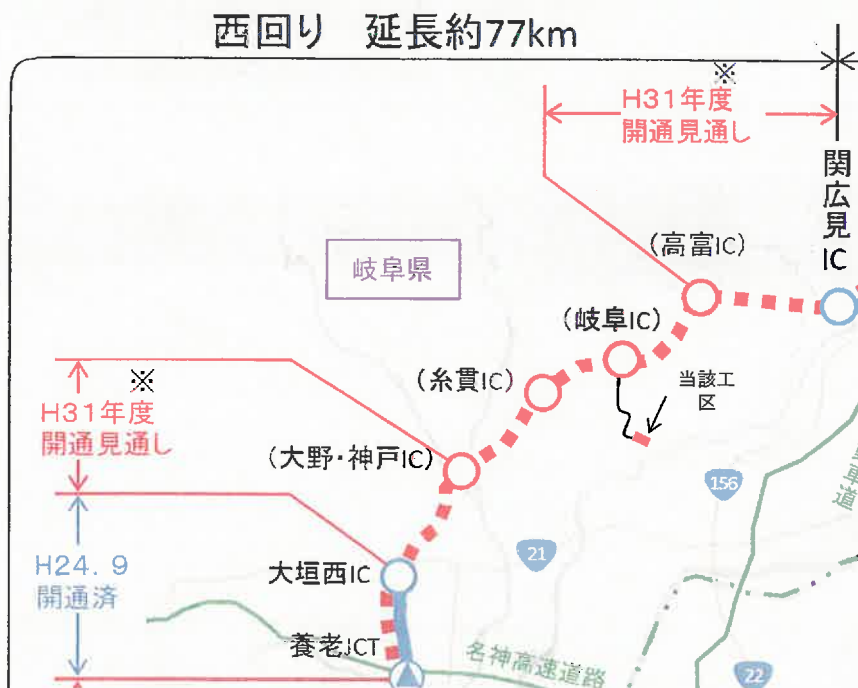 西回り　延長約77km
※
H31年度
開通見通し
関広見IC
(高富IC)
岐阜県
(岐阜IC)
(糸貫IC)
当該工
区
※
H31年度
開通見通し
(大野・神戸IC)
156
車道
21
H24.9
開通済
大垣西IC
養老JCT
名神高速道路
22